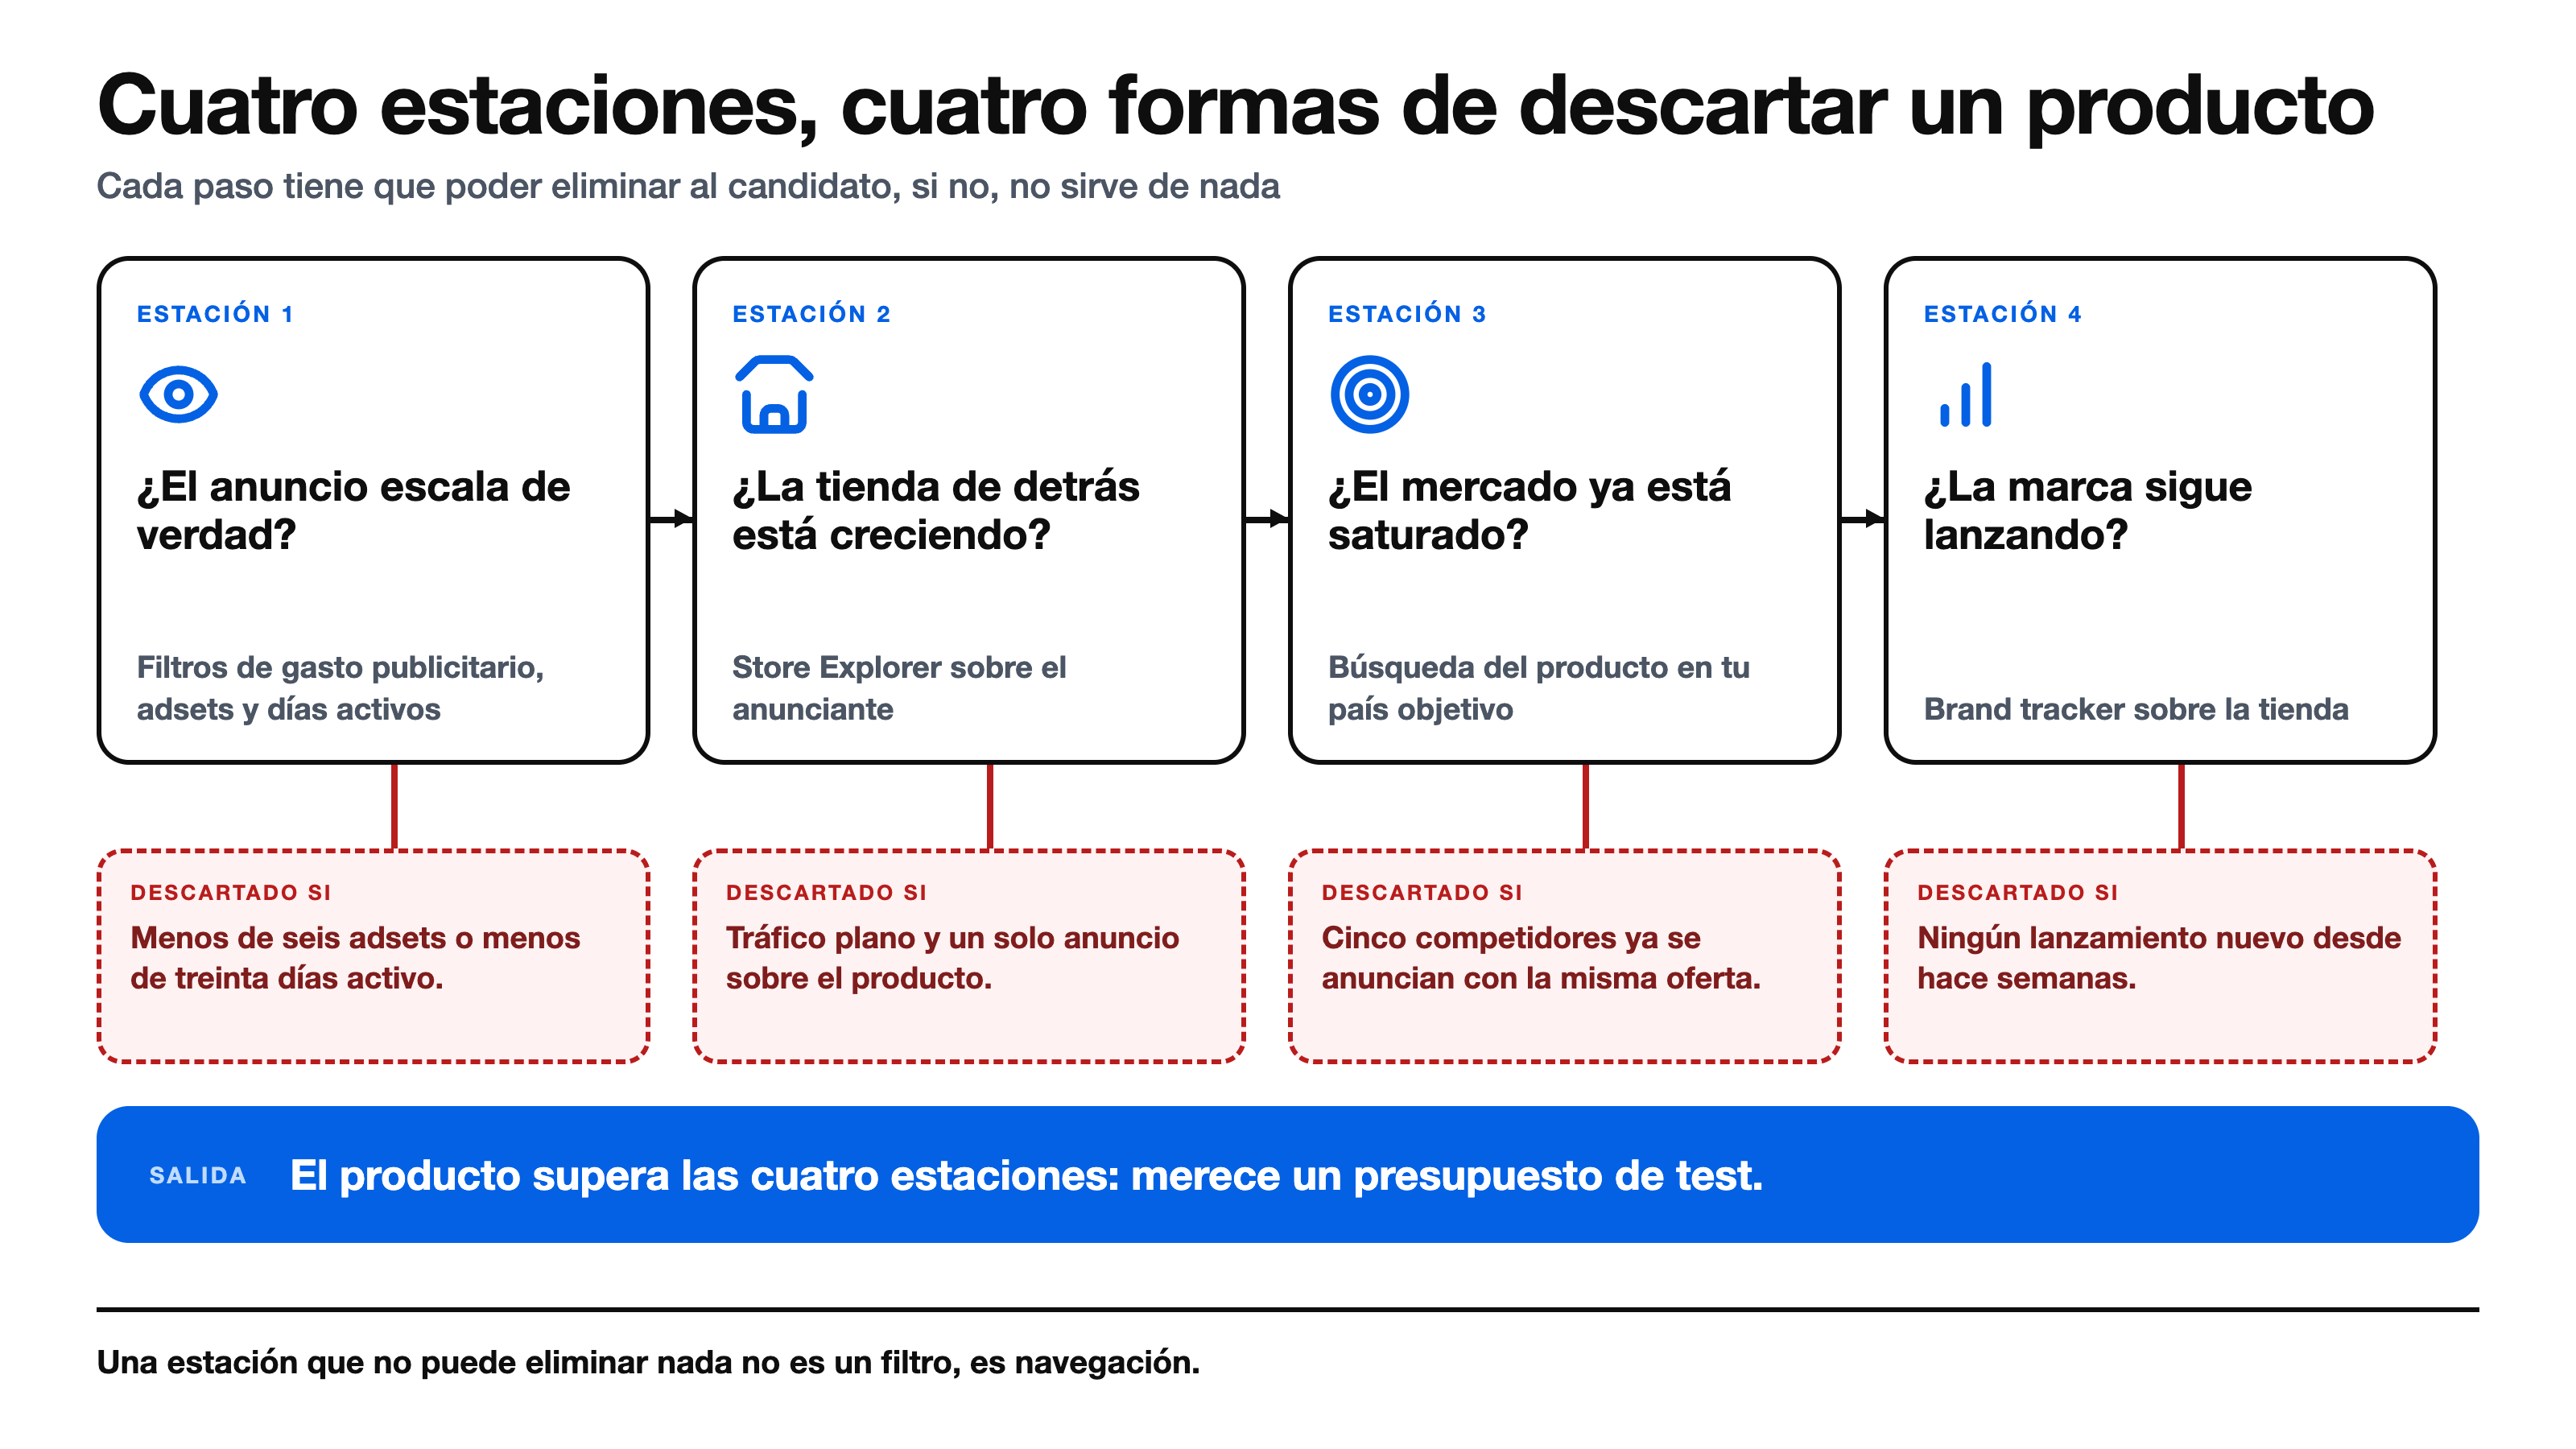 Cuatro estaciones, cuatro formas de descartar un producto
Cada paso tiene que poder eliminar al candidato, si no, no sirve de nada
ESTACIÓN 1
¿El anuncio escala de
verdad?
Filtros de gasto publicitario,
adsets y días activos
ESTACIÓN 2
¿La tienda de detrás
está creciendo?
Store Explorer sobre el
anunciante
ESTACIÓN 3
¿El mercado ya está
saturado?
Búsqueda del producto en tu
país objetivo
ESTACIÓN 4
¿La marca sigue
lanzando?
Brand tracker sobre la tienda
DESCARTADO SI
Menos de seis adsets o menos
de treinta días activo.
DESCARTADO SI
Tráfico plano y un solo anuncio
sobre el producto.
DESCARTADO SI
Cinco competidores ya se
anuncian con la misma oferta.
DESCARTADO SI
Ningún lanzamiento nuevo desde
hace semanas.
SALIDA El producto supera las cuatro estaciones: merece un presupuesto de test.
Una estación que no puede eliminar nada no es un filtro, es navegación.